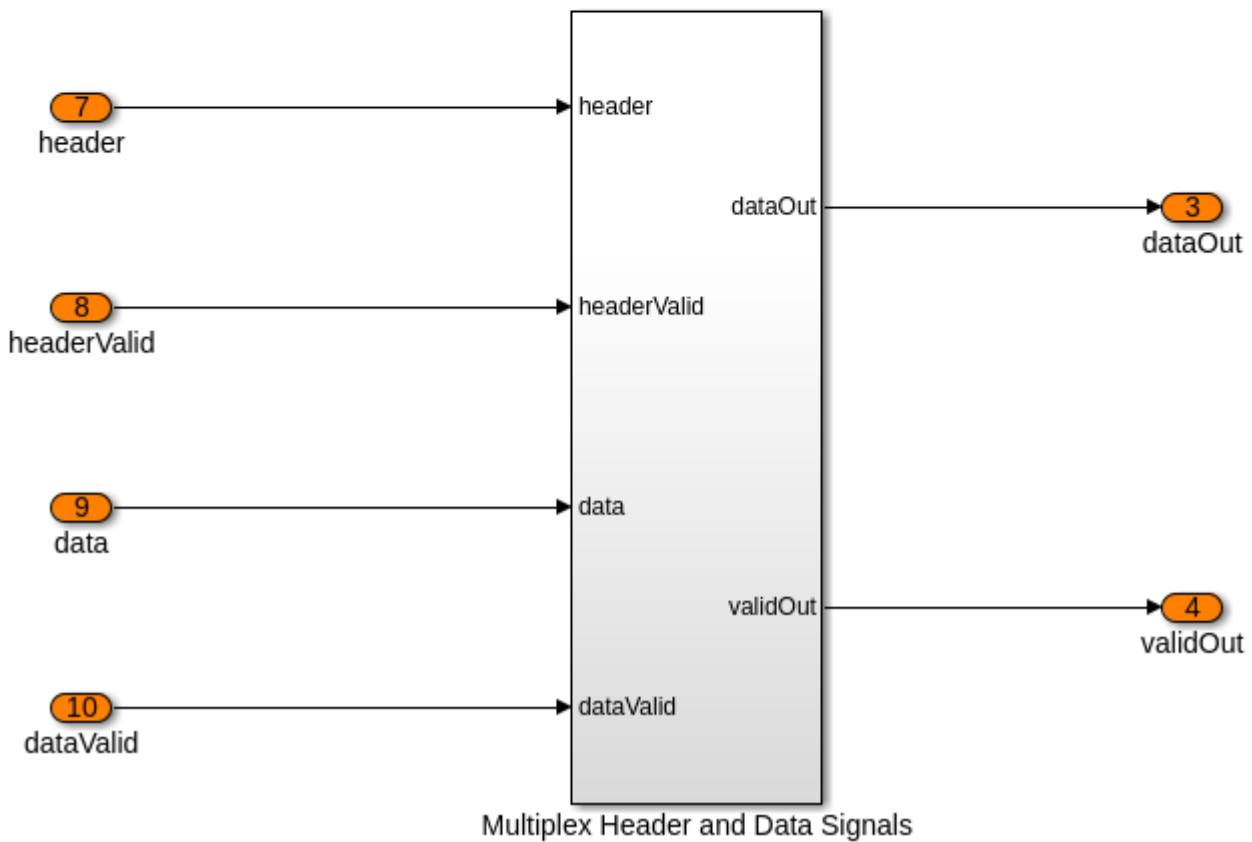 7
header
header
dataOut
3
dataOut
8
headerValid
headerValid
9
data
data
validOut
4
validOut
10
dataValid
dataValid
Multiplex Header and Data Signals